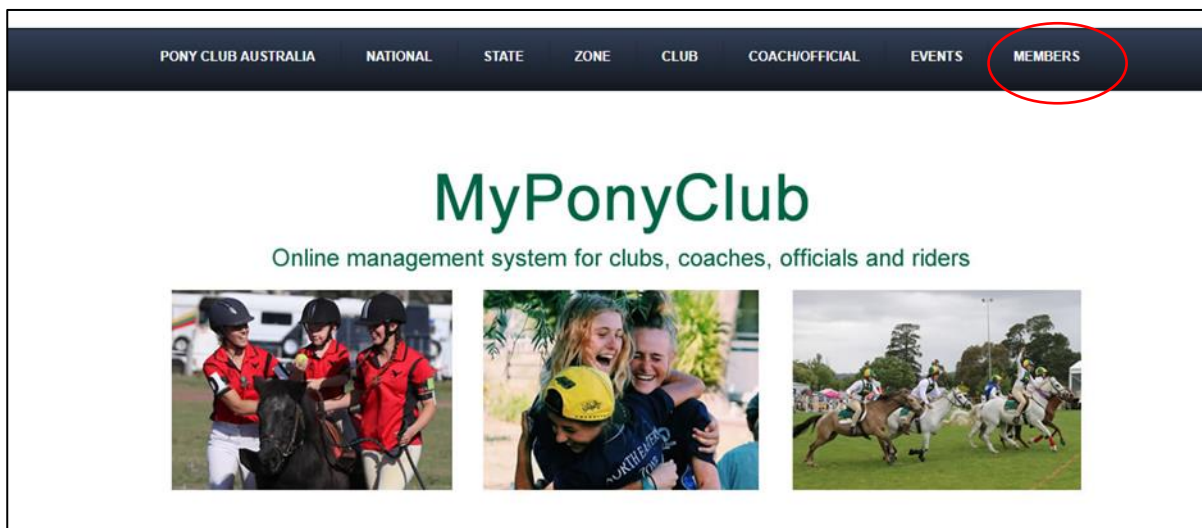 PONY CLUB AUSTRALIA NATIONAL STATE ZONE CLUB COACH/OFFICIAL EVENTS MEMBERS
MyPonyClub
Online management system for clubs, coaches, officials and riders
ZONE